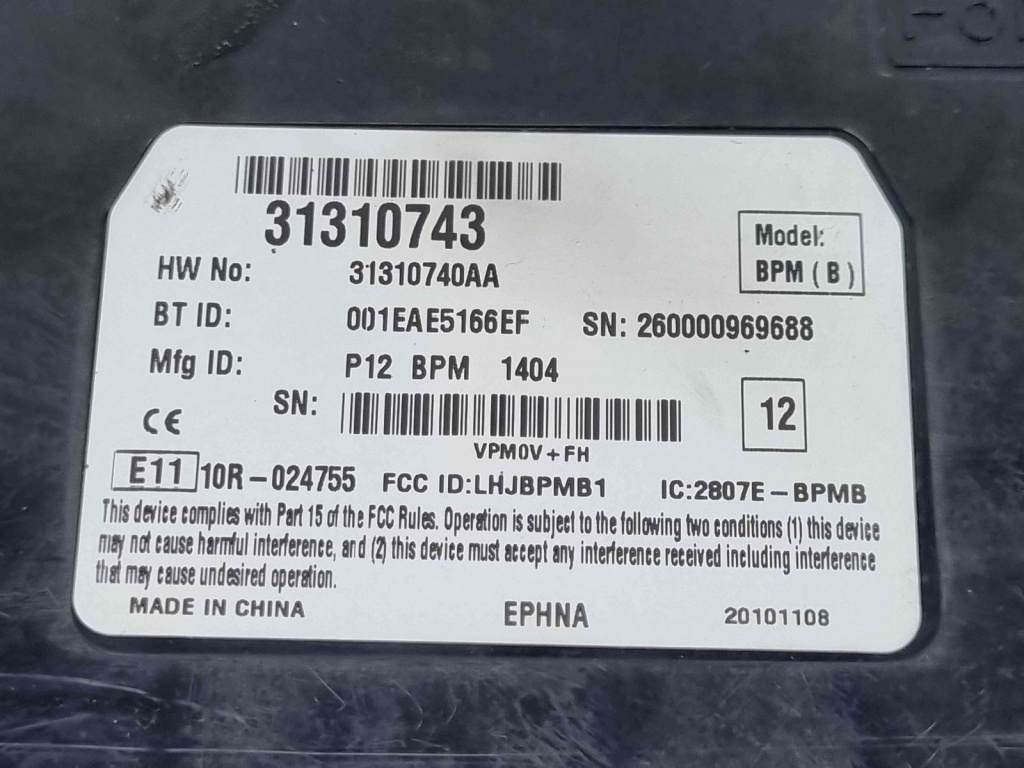 31310743
Model:
BPM ( B )
HW No: 31310740AA
BT ID: 001EAE5166EF SN: 260000969688
Mfg ID: P12 BPM 1404
SN:
12
VPM0V+FH
CE
E11 10R-024755 FCC ID:LHJBPMB1 IC:2807E-BPMB
This device complies with Part 15 of the FCC Rules. Operation is subject to the following two conditions (1) this device
may not cause harmful interference, and (2) this device must accept any interference received including interference
that may cause undesired operation.
MADE IN CHINA EPHNA 20101108